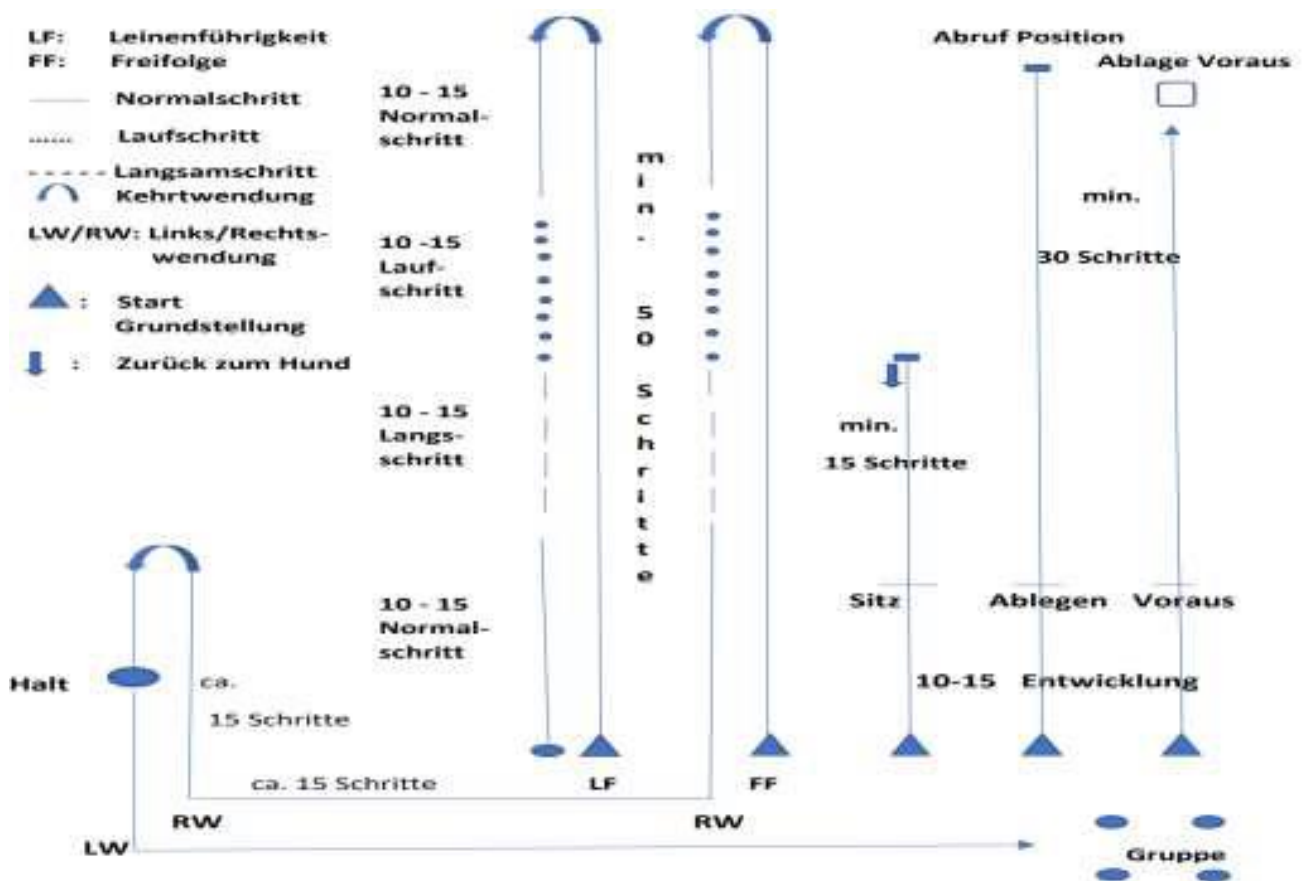 LF: Leinenführigkeit
FF: Freifolge
Normalschritt
Laufschritt
Langsamschritt
Kehrtwendung
LW/RW: Links/Rechts-
wendung
: Start
Grundstellung
: Zurück zum Hund
10 - 15
Normal-
schritt
10 -15
Lauf-
schritt
10 - 15
Langs-
schritt
10 - 15
Normal-
schritt
min. 50 Schritte
Abruf Position
Ablage Voraus
min.
30 Schritte
min.
15 Schritte
Sitz Ablegen Voraus
10-15 Entwicklung
Halt
ca.
15 Schritte
ca. 15 Schritte
LF
FF
RW
RW
LW
Gruppe